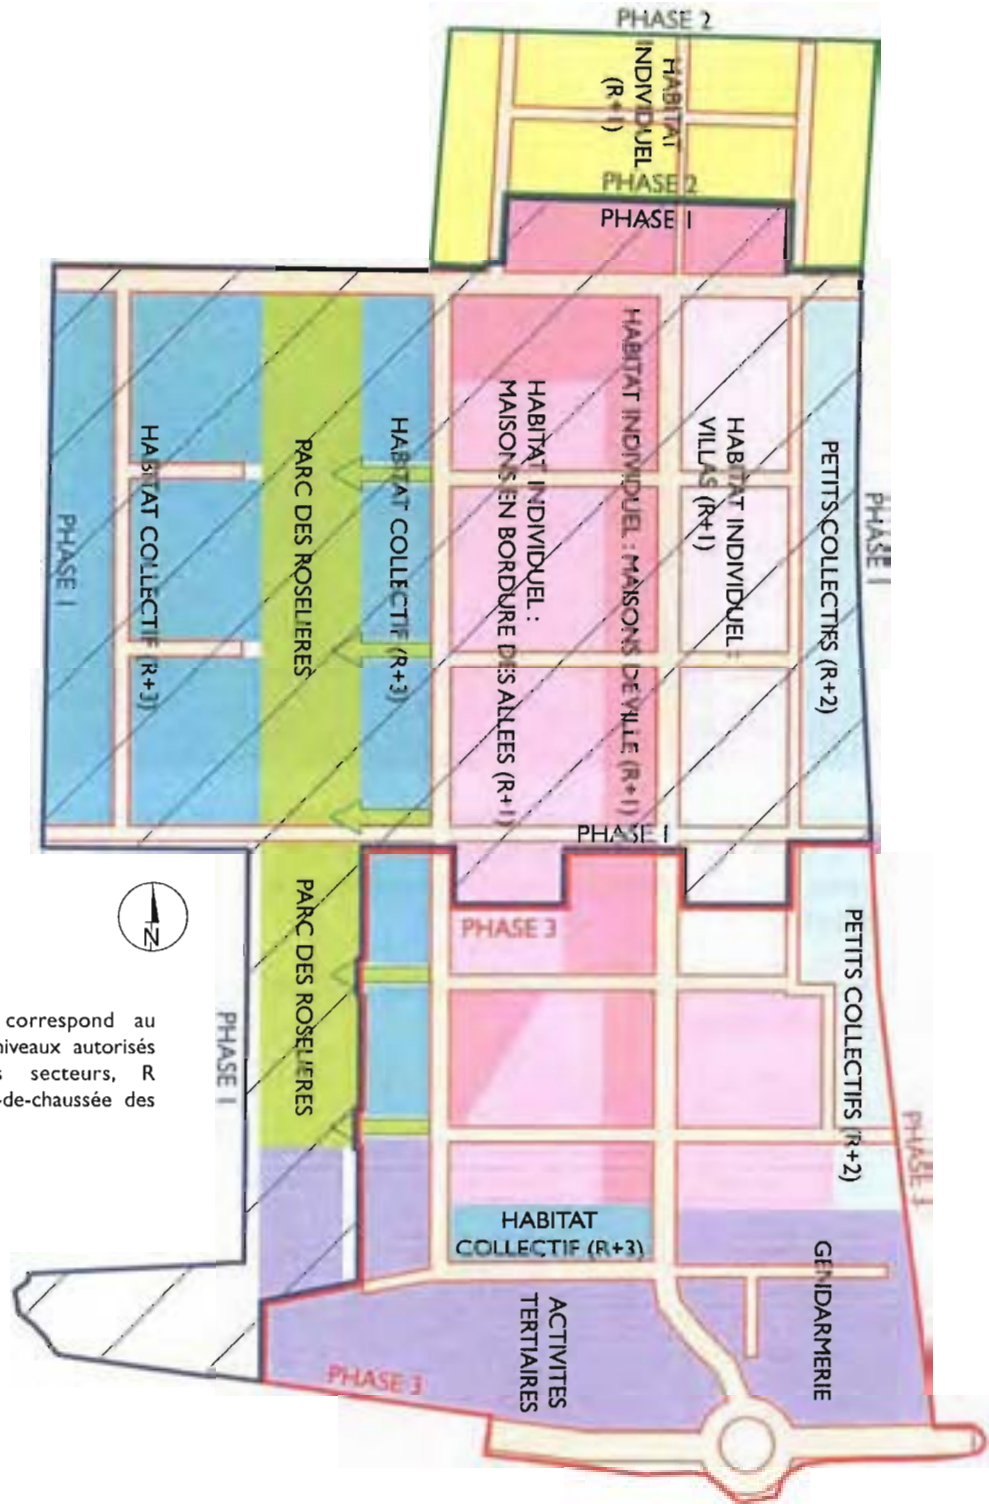 PHASE 2
HABITAT
INDIVIDUEL
(R+1)
PHASE 2
PHASE 1
PHASE 1
PETITS COLLECTIFS (R+2)
HABITAT INDIVIDUEL :
VILLAS (R+1)
HABITAT INDIVIDUEL : MAISONS DE VILLE (R+1)
HABITAT INDIVIDUEL :
MAISONS EN BORDURE DES ALLEES (R+1)
HABITAT COLLECTIF (R+3)
PARC DES ROSELIERES
HABITAT COLLECTIF (R+3)
PHASE 1
PHASE 1
PHASE 3
PARC DES ROSELIERES
PETITS COLLECTIFS (R+2)
N
PHASE 1
correspond au
niveaux autorisés
secteurs, R
-de-chaussée des
PHASE 3
HABITAT
COLLECTIF (R+3)
GENDARMERIE
ACTIVITES
TERTIAIRES
PHASE 3